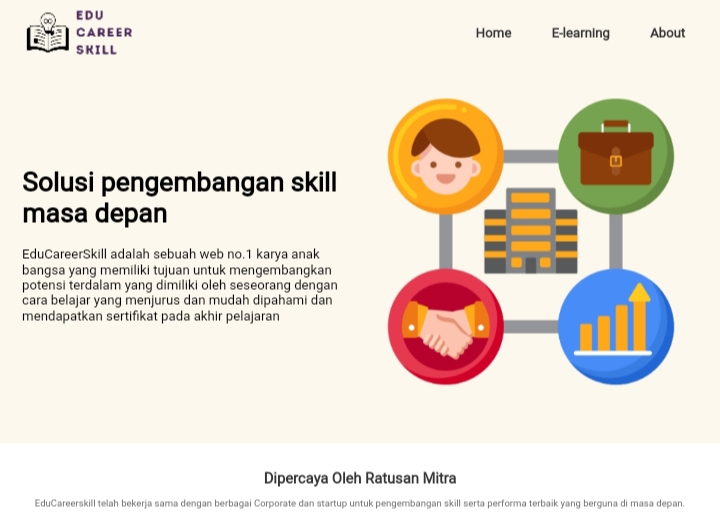 EDU
CAREER
SKILL
Home E-learning About
Solusi pengembangan skill
masa depan
EduCareerSkill adalah sebuah web no.1 karya anak
bangsa yang memiliki tujuan untuk mengembangkan
potensi terdalam yang dimiliki oleh seseorang dengan
cara belajar yang menjurus dan mudah dipahami dan
mendapatkan sertifikat pada akhir pelajaran
Dipercaya Oleh Ratusan Mitra
EduCareerskill telah bekerja sama dengan berbagai Corporate dan startup untuk pengembangan skill serta performa terbaik yang berguna di masa depan.